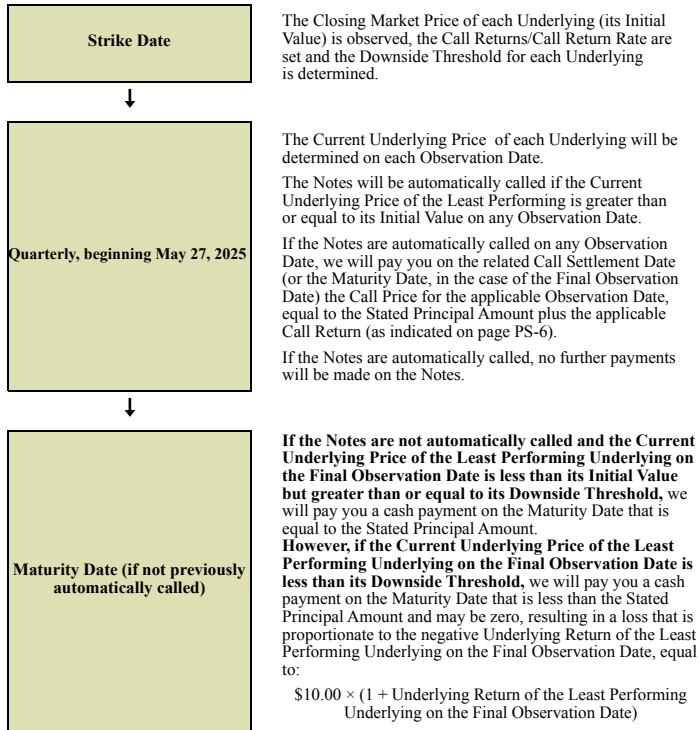 Strike Date
The Closing Market Price of each Underlying (its Initial
Value) is observed, the Call Returns/Call Return Rate are
set and the Downside Threshold for each Underlying
is determined.
Quarterly, beginning May 27, 2025
The Current Underlying Price of each Underlying will be
determined on each Observation Date.
The Notes will be automatically called if the Current
Underlying Price of the Least Performing is greater than
or equal to its Initial Value on any Observation Date.
If the Notes are automatically called on any Observation
Date, we will pay you on the related Call Settlement Date
(or the Maturity Date, in the case of the Final Observation
Date) the Call Price for the applicable Observation Date,
equal to the Stated Principal Amount plus the applicable
Call Return (as indicated on page PS-6).
If the Notes are automatically called, no further payments
will be made on the Notes.
Maturity Date (if not previously
automatically called)
If the Notes are not automatically called and the Current
Underlying Price of the Least Performing Underlying on
the Final Observation Date is less than its Initial Value
but greater than or equal to its Downside Threshold, we
will pay you a cash payment on the Maturity Date that is
equal to the Stated Principal Amount.
However, if the Current Underlying Price of the Least
Performing Underlying on the Final Observation Date is
less than its Downside Threshold, we will pay you a cash
payment on the Maturity Date that is less than the Stated
Principal Amount and may be zero, resulting in a loss that is
proportionate to the negative Underlying Return of the Least
Performing Underlying on the Final Observation Date, equal
to:
$10.00 × (1 + Underlying Return of the Least Performing
Underlying on the Final Observation Date)